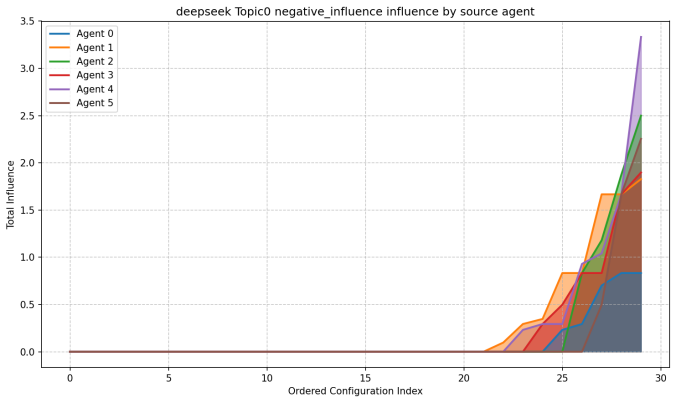 deepseek Topic0 negative_influence influence by source agent
Agent 0
Agent 1
Agent 2
Agent 3
Agent 4
Agent 5
3.5
3.0
2.5
2.0
1.5
1.0
0.5
0.0
Total Influence
0 5 10 15 20 25 30
Ordered Configuration Index